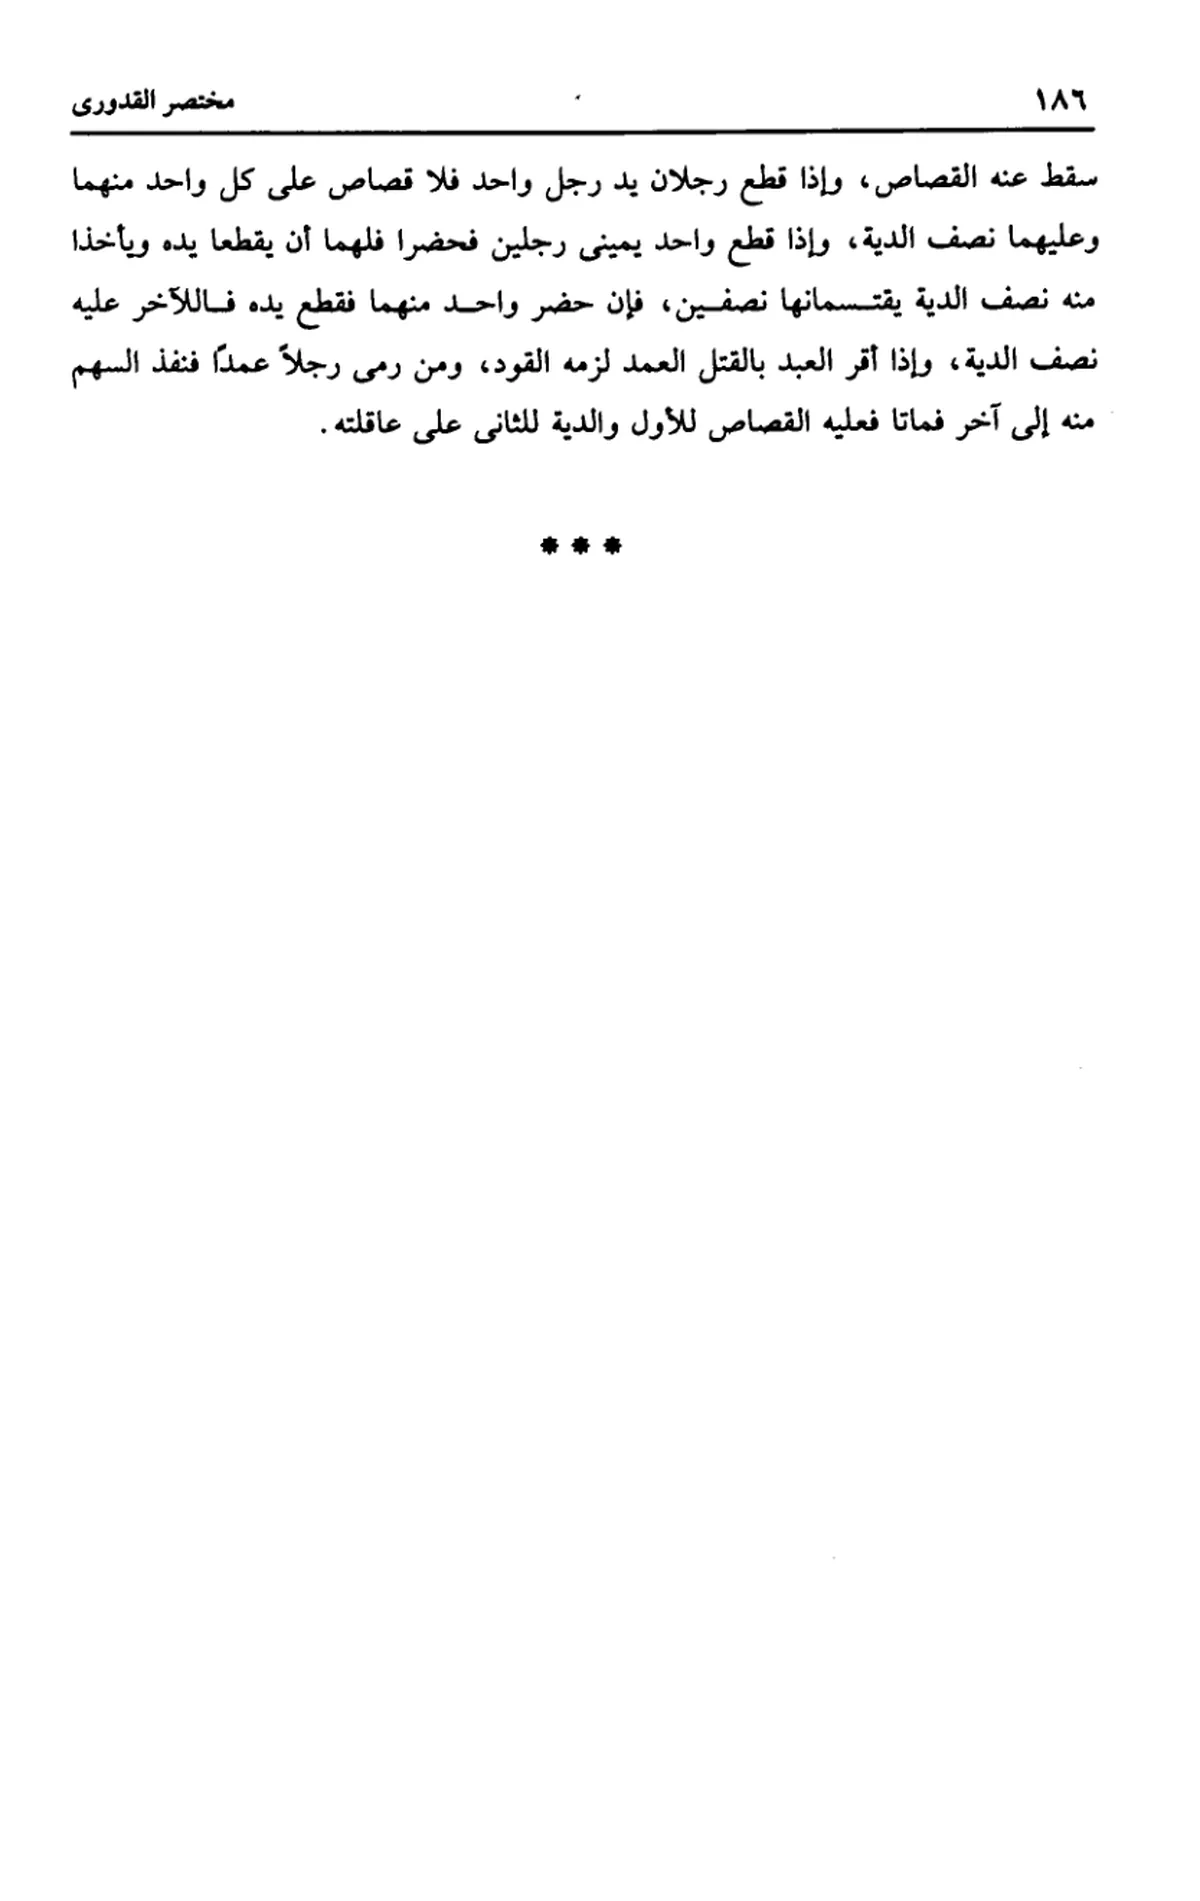 ١٨٦
مختصر القدورى
سقط عنه القصاص، وإذا قطع رجلان يد رجل واحد فلا قصاص على كل واحد منهما
وعليهما نصف الدية، وإذا قطع واحد يمينى رجلين فحضرا فلهما أن يقطعا يده ويأخذا
منه نصف الدية يقتسمانها نصفين، فإن حضر واحد منهما فقطع يده فاللآخر عليه
نصف الدية، وإذا أقر العبد بالقتل العمد لزمه القود، ومن رمى رجلاً عمدًا فنفذ السهم
منه إلى آخر فماتا فعليه القصاص للأول والدية للثانى على عاقلته.
* * *